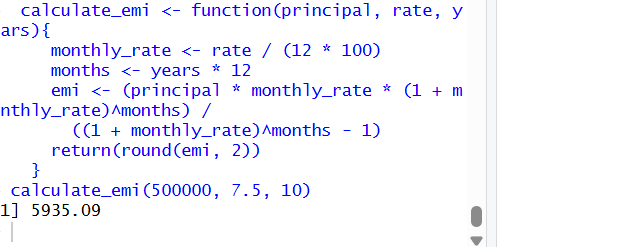 calculate_emi <- function(principal, rate, y
ars){
monthly_rate <- rate / (12 * 100)
months <- years * 12
emi <- (principal * monthly_rate * (1 + m
nthly_rate)^months) /
((1 + monthly_rate)^months - 1)
return(round(emi, 2))
}
calculate_emi(500000, 7.5, 10)
1] 5935.09